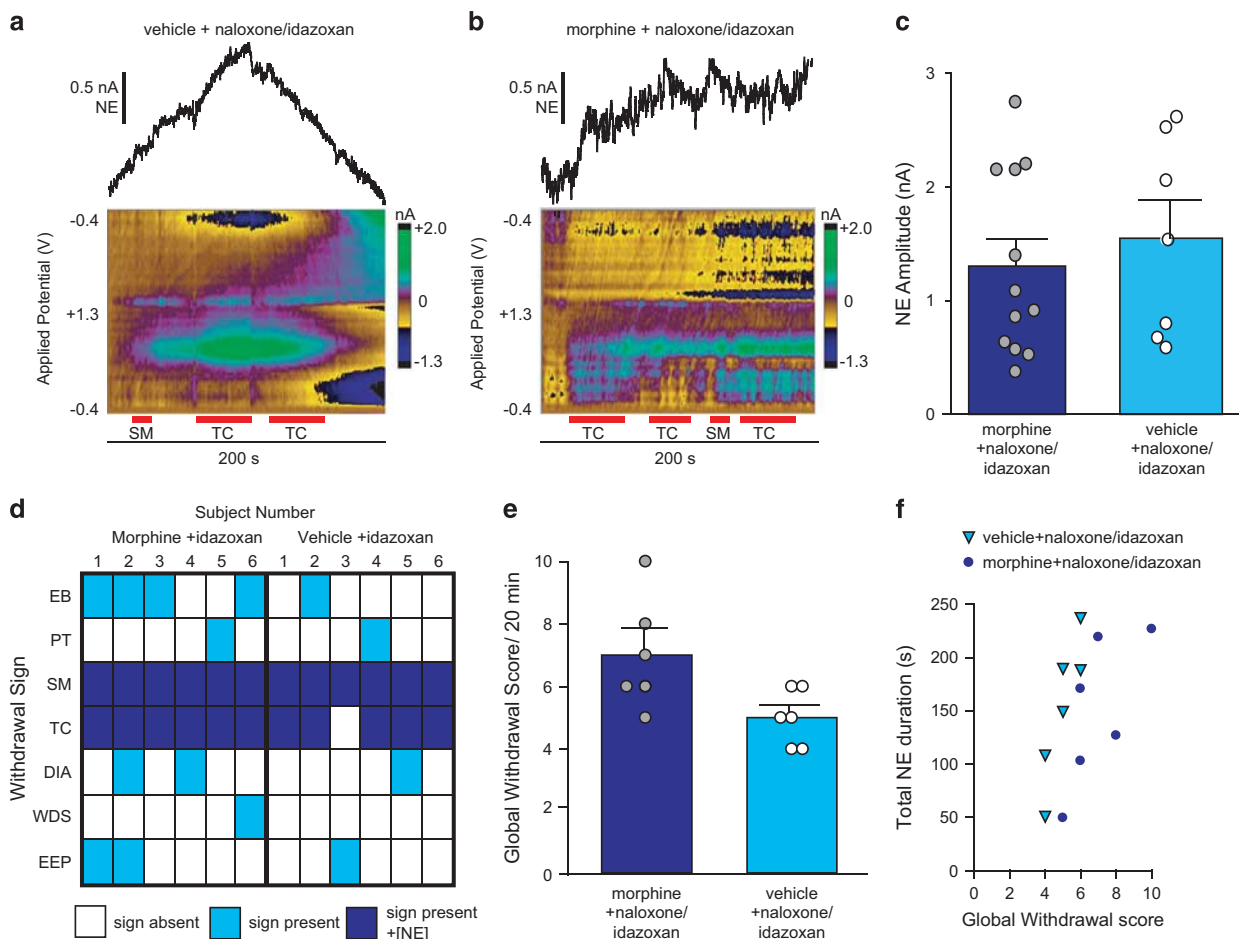 a
vehicle + naloxone/idazoxan
0.5 nA
NE
Applied Potential (V)
-0.4
+1.3
-0.4
nA
+2.0
0
-1.3
SM
TC
TC
200 s
b
morphine + naloxone/idazoxan
0.5 nA
NE
Applied Potential (V)
-0.4
+1.3
-0.4
nA
+2.0
0
-1.3
TC
TC
SM
TC
200 s
c
NE Amplitude (nA)
3
2
1
0
morphine
+naloxone/
idazoxan
vehicle
+naloxone/
idazoxan
d
Subject Number
Morphine +idazoxan
Vehicle +idazoxan
1 2 3 4 5 6 1 2 3 4 5 6
Withdrawal Sign
EB
PT
SM
TC
DIA
WDS
EEP
sign absent
sign present
sign present
+[NE]
e
Global Withdrawal Score/ 20 min
10
8
6
4
2
0
morphine
+naloxone/
idazoxan
vehicle
+naloxone/
idazoxan
f
vehicle+naloxone/idazoxan
morphine+naloxone/idazoxan
Total NE duration (s)
250
200
150
100
50
0
0 2 4 6 8 10
Global Withdrawal score